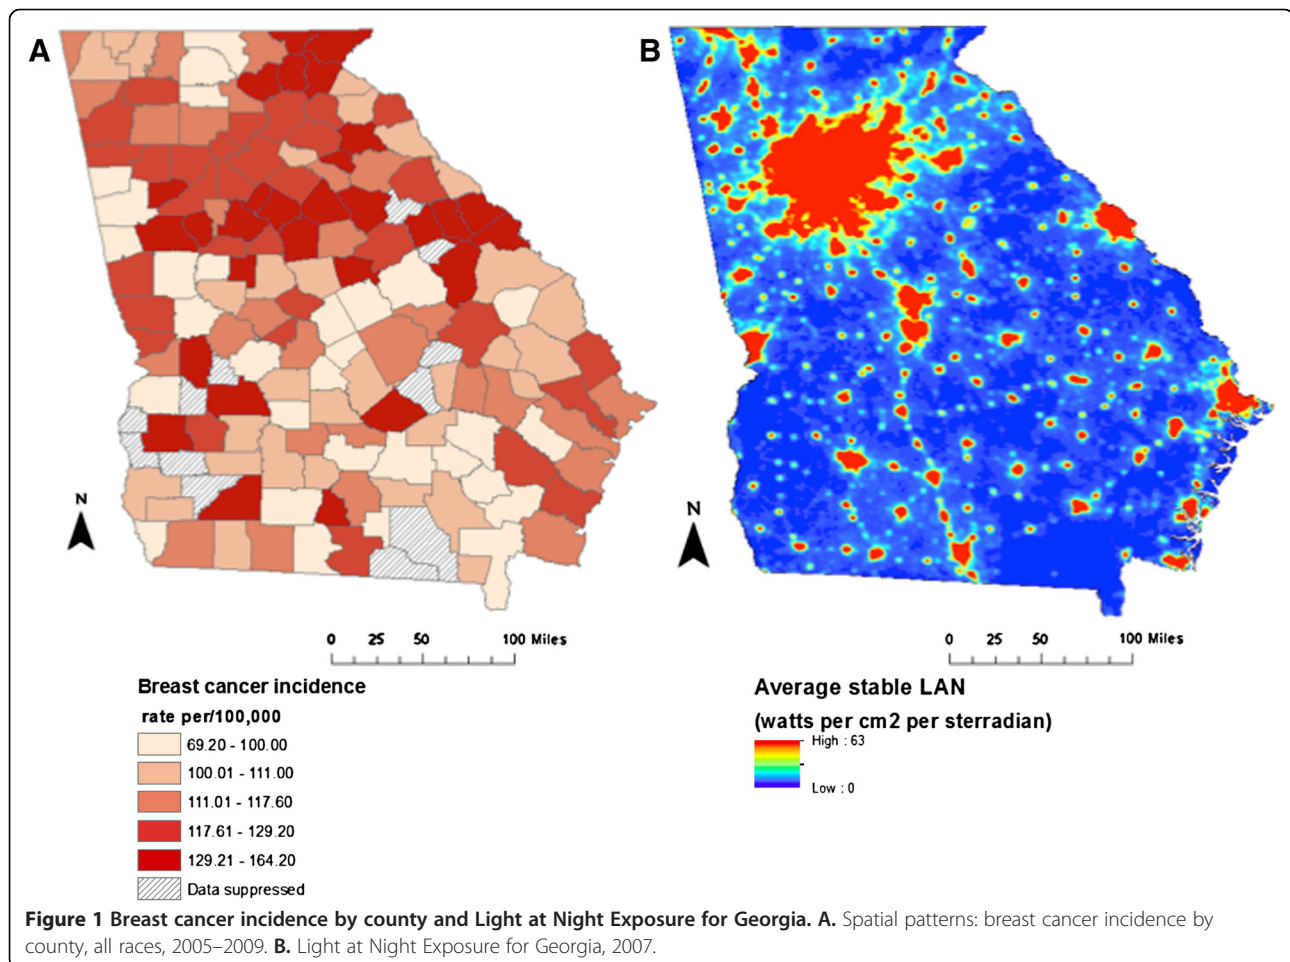 A
B
N
N
0 25 50 100 Miles
0 25 50 100 Miles
Breast cancer incidence
rate per/100,000
69.20 - 100.00
100.01 - 111.00
111.01 - 117.60
117.61 - 129.20
129.21 - 164.20
Data suppressed
Average stable LAN
(watts per cm2 per sterradian)
High : 63
Low : 0
Figure 1 Breast cancer incidence by county and Light at Night Exposure for Georgia. A. Spatial patterns: breast cancer incidence by
county, all races, 2005–2009. B. Light at Night Exposure for Georgia, 2007.